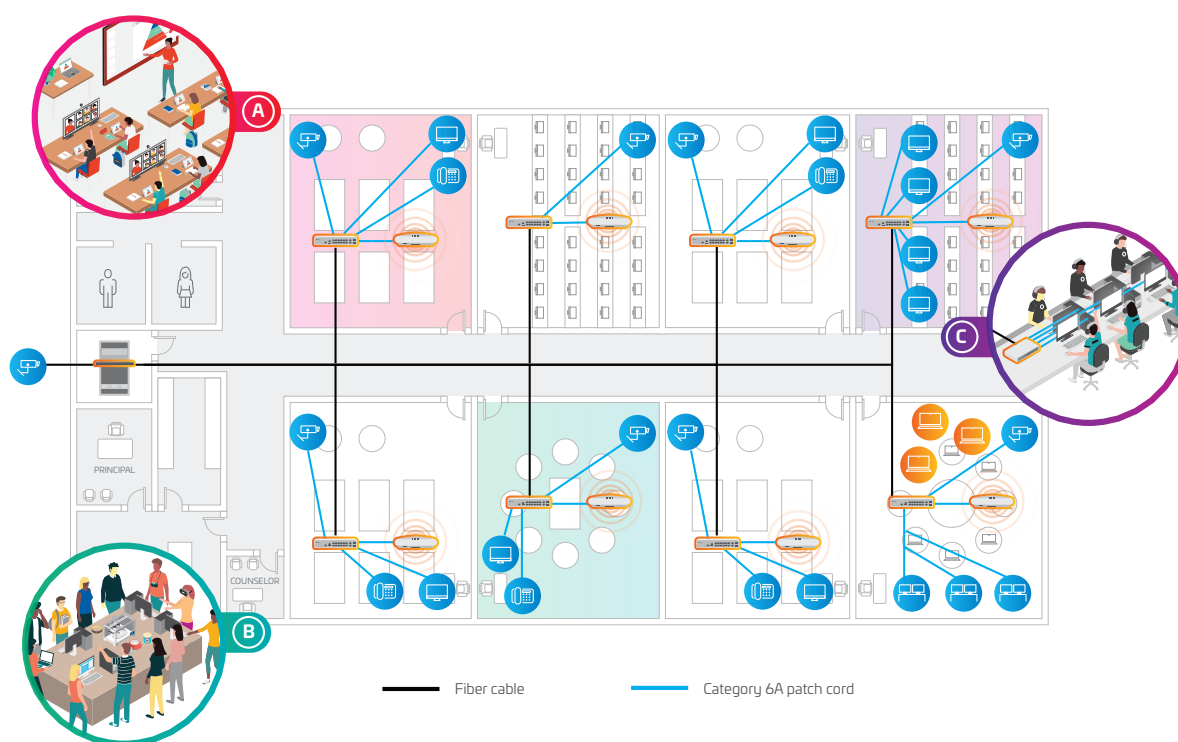 A
C
PRINCIPAL
COUNSELOR
B
Fiber cable
Category 6A patch cord